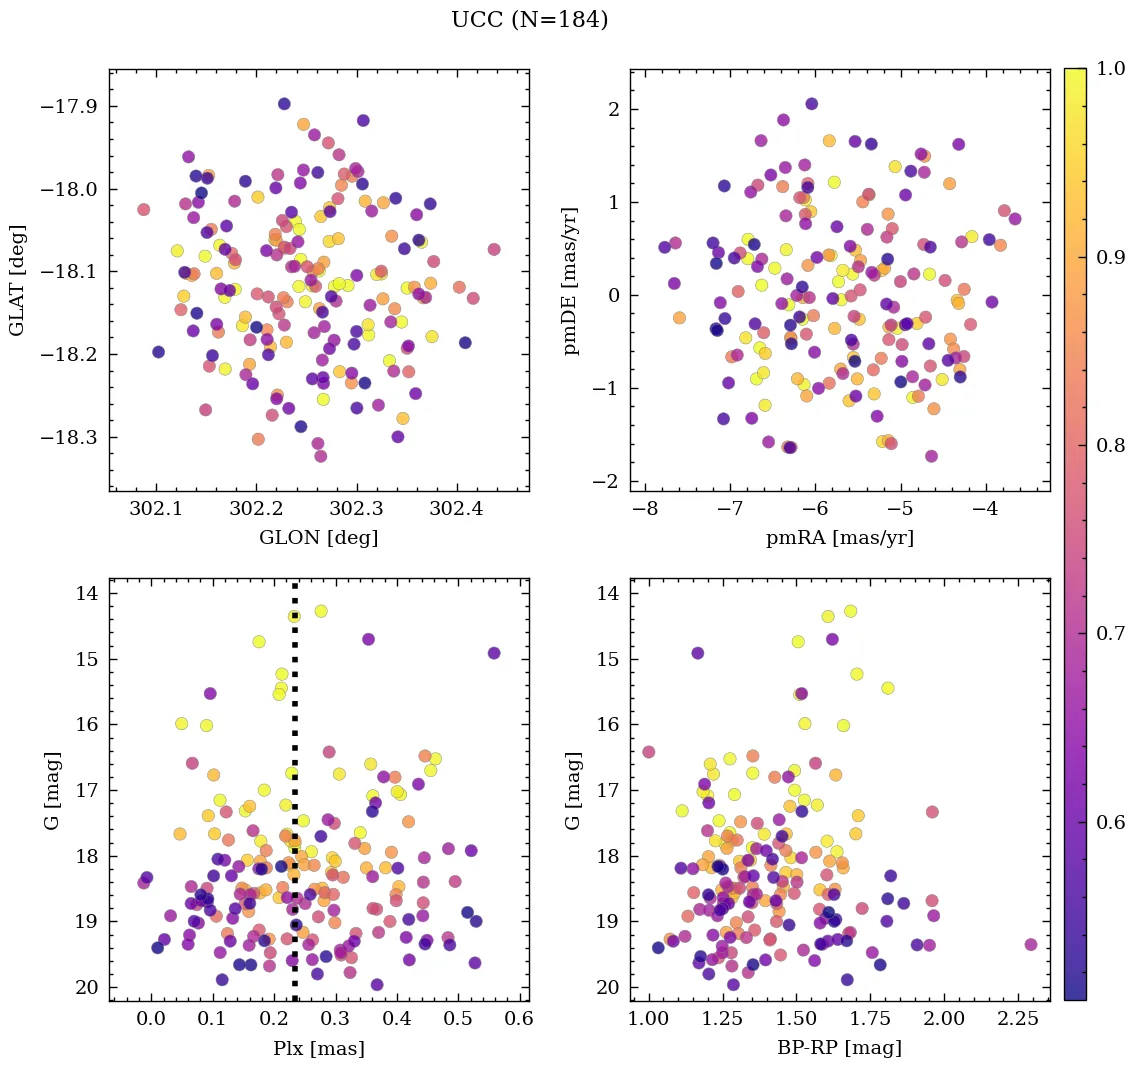 UCC (N=184)
−17.9
−18.0
−18.1
−18.2
−18.3
GLAT [deg]
302.1 302.2 302.3 302.4
GLON [deg]
2
1
0
−1
−2
pmDE [mas/yr]
−8 −7 −6 −5 −4
pmRA [mas/yr]
14
15
16
17
18
19
20
G [mag]
0.0 0.1 0.2 0.3 0.4 0.5 0.6
Plx [mas]
14
15
16
17
18
19
20
G [mag]
1.00 1.25 1.50 1.75 2.00 2.25
BP-RP [mag]
1.0
0.9
0.8
0.7
0.6